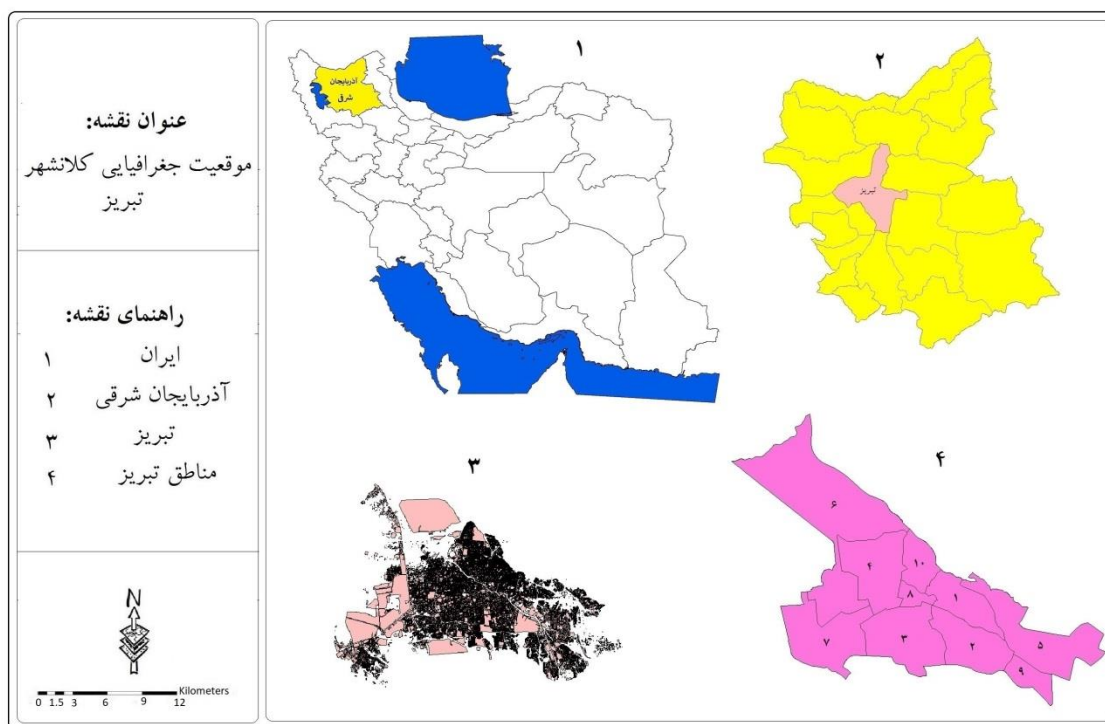 عنوان نقشه:
موقعیت جغرافیایی کلانشهر
تبریز
راهنمای نقشه:
ایران ۱
آذربایجان شرقی ۲
تبریز ۳
مناطق تبریز ۴
N
Kilometers
0 1.5 3 6 9 12
۱
آذربایجان
شرقی
۲
تبریز
۳
۴
۶
۴
۱۰
۸
۱
۷
۳
۲
۵
۹